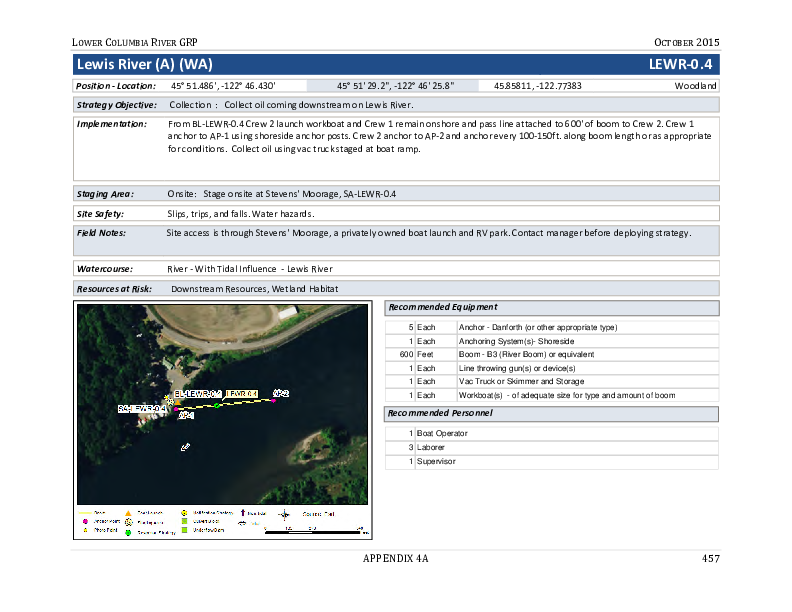 LOWER COLUMBIA RIVER GRP OCTOBER 2015
Lewis River (A) (WA) LEWR-0.4
Position - Location: 45° 51.486', -122° 46.430' 45° 51' 29.2", -122° 46' 25.8" 45.85811, -122.77383 Woodland
Strategy Objective: Collection : Collect oil coming downstream on Lewis River.
Implementation: From BL-LEWR-0.4 Crew 2 launch workboat and Crew 1 remain onshore and pass line attached to 600' of boom to Crew 2. Crew 1
anchor to AP-1 using shoreside anchor posts. Crew 2 anchor to AP-2 and anchor every 100-150ft. along boom length or as appropriate
for conditions. Collect oil using vac truck staged at boat ramp.
Staging Area: Onsite: Stage onsite at Stevens' Moorage, SA-LEWR-0.4
Site Safety: Slips, trips, and falls. Water hazards.
Field Notes: Site access is through Stevens' Moorage, a privately owned boat launch and RV park. Contact manager before deploying strategy.
Watercourse: River - With Tidal Influence - Lewis River
Resources at Risk: Downstream Resources, Wetland Habitat
Recommended Equipment
5 Each Anchor - Danforth (or other appropriate type)
1 Each Anchoring System(s)- Shoreside
600 Feet Boom - B3 (River Boom) or equivalent
1 Each Line throwing gun(s) or device(s)
1 Each Vac Truck or Skimmer and Storage
1 Each Workboat(s) - of adequate size for type and amount of boom
Recommended Personnel
1 Boat Operator
3 Laborer
1 Supervisor
BL-LEWR-0.4 LEWR-0.4 AP-2
SA-LEWR-0.4 AP-1
APPENDIX 4A 457